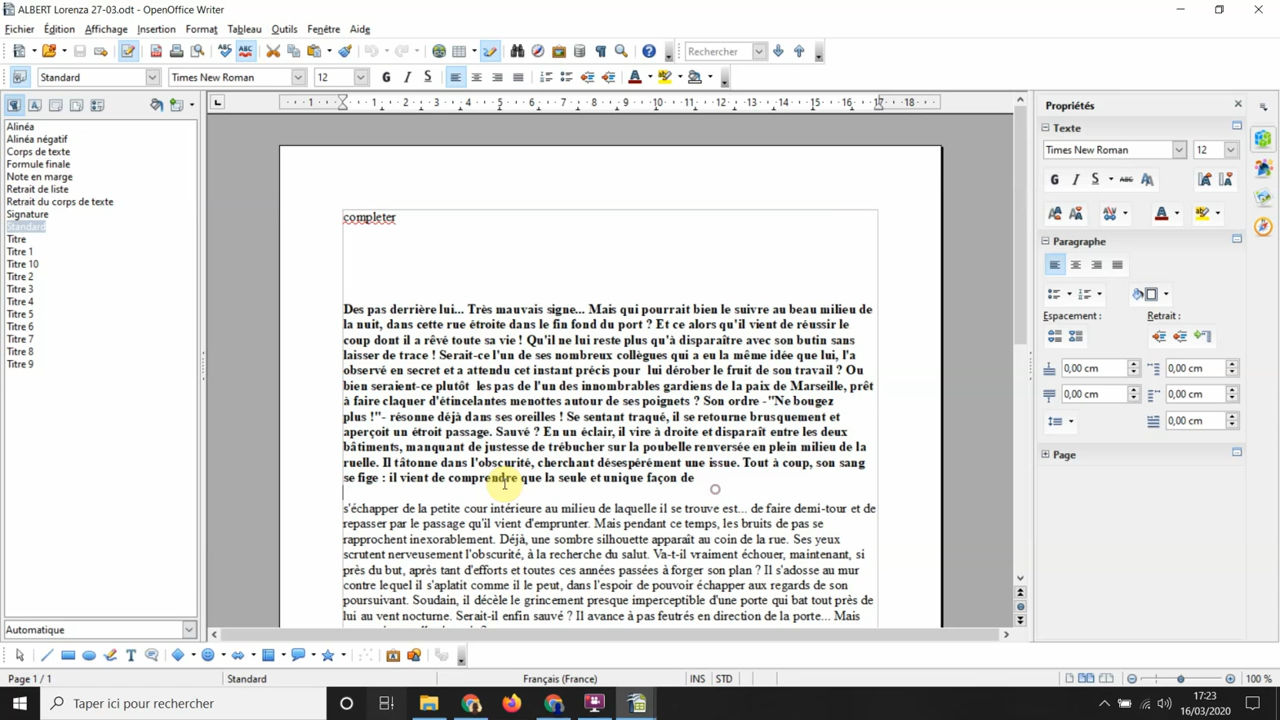 ALBERT Lorenza 27-03.odt - OpenOffice Writer
Fichier Édition Affichage Insertion Format Tableau Outils Fenêtre Aide
Rechercher
Standard Times New Roman 12 G I S
1 1 2 3 4 5 6 7 8 9 10 11 12 13 14 15 16 17 18
Alinéa
Alinéa négatif
Corps de texte
Formule finale
Note en marge
Retrait de liste
Retrait du corps de texte
Signature
Standard
Titre
Titre 1
Titre 10
Titre 2
Titre 3
Titre 4
Titre 5
Titre 6
Titre 7
Titre 8
Titre 9
Automatique
completer
Des pas derrière lui... Très mauvais signe... Mais qui pourrait bien le suivre au beau milieu de
la nuit, dans cette rue étroite dans le fin fond du port ? Et ce alors qu'il vient de réussir le
coup dont il a rêvé toute sa vie ! Qu'il ne lui reste plus qu'à disparaître avec son butin sans
laisser de trace ! Serait-ce l'un de ses nombreux collègues qui a eu la même idée que lui, l'a
observé en secret et a attendu cet instant précis pour lui dérober le fruit de son travail ? Ou
bien seraient-ce plutôt les pas de l'un des innombrables gardiens de la paix de Marseille, prêt
à faire claquer d'étincelantes menottes autour de ses poignets ? Son ordre -"Ne bougez
plus !"- résonne déjà dans ses oreilles ! Se sentant traqué, il se retourne brusquement et
aperçoit un étroit passage. Sauvé ? En un éclair, il vire à droite et disparaît entre les deux
bâtiments, manquant de justesse de trébucher sur la poubelle renversée en plein milieu de la
ruelle. Il tâtonne dans l'obscurité, cherchant désespérément une issue. Tout à coup, son sang
se fige : il vient de comprendre que la seule et unique façon de
s'échapper de la petite cour intérieure au milieu de laquelle il se trouve est... de faire demi-tour et de
repasser par le passage qu'il vient d'emprunter. Mais pendant ce temps, les bruits de pas se
rapprochent inexorablement. Déjà, une sombre silhouette apparaît au coin de la rue. Ses yeux
scrutent nerveusement l'obscurité, à la recherche du salut. Va-t-il vraiment échouer, maintenant, si
près du but, après tant d'efforts et toutes ces années passées à forger son plan ? Il s'adosse au mur
contre lequel il s'aplatit comme il le peut, dans l'espoir de pouvoir échapper aux regards de son
poursuivant. Soudain, il décèle le grincement presque imperceptible d'une porte qui bat tout près de
lui au vent nocturne. Serait-il enfin sauvé ? Il avance à pas feutrés en direction de la porte... Mais
Propriétés
Texte
Times New Roman 12
G I S ABC
Paragraphe
Espacement : Retrait :
0,00 cm 0,00 cm
0,00 cm 0,00 cm
0,00 cm
Page
Page 1 / 1 Standard Français (France) INS STD 100 %
Taper ici pour rechercher
17:23
16/03/2020